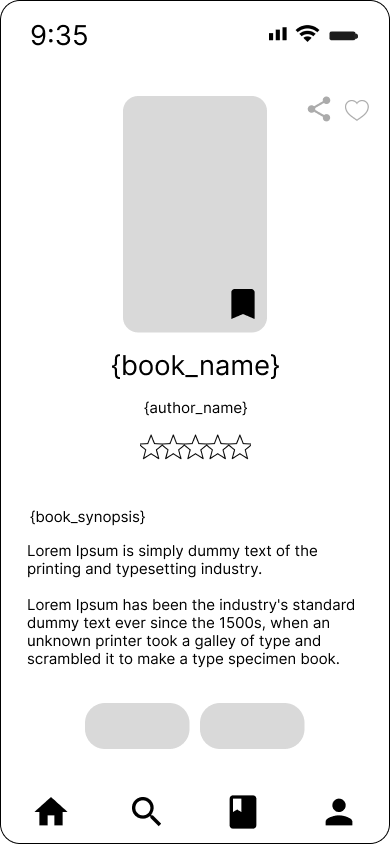 9:35
{book_name}
{author_name}
{book_synopsis}
Lorem Ipsum is simply dummy text of the
printing and typesetting industry.
Lorem Ipsum has been the industry's standard
dummy text ever since the 1500s, when an
unknown printer took a galley of type and
scrambled it to make a type specimen book.